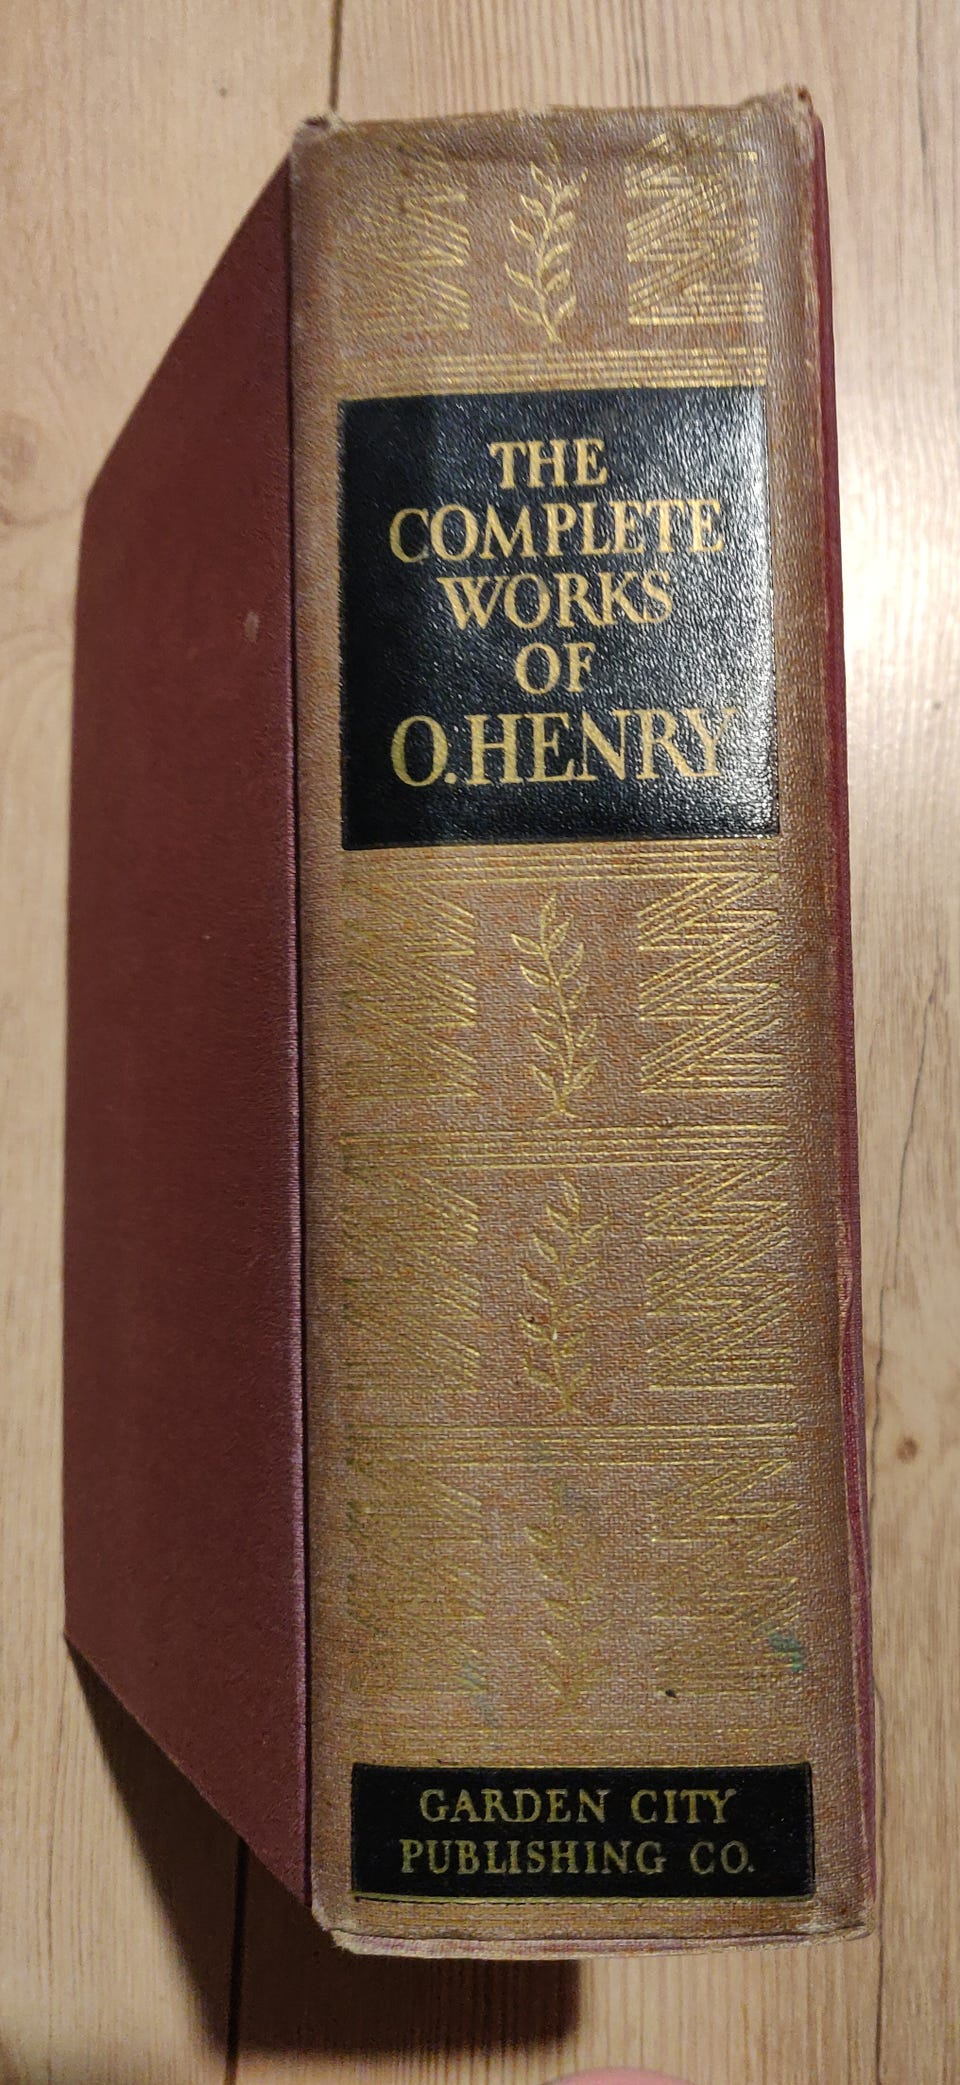 THE
COMPLETE
WORKS
OF
O.HENRY
GARDEN CITY
PUBLISHING CO.